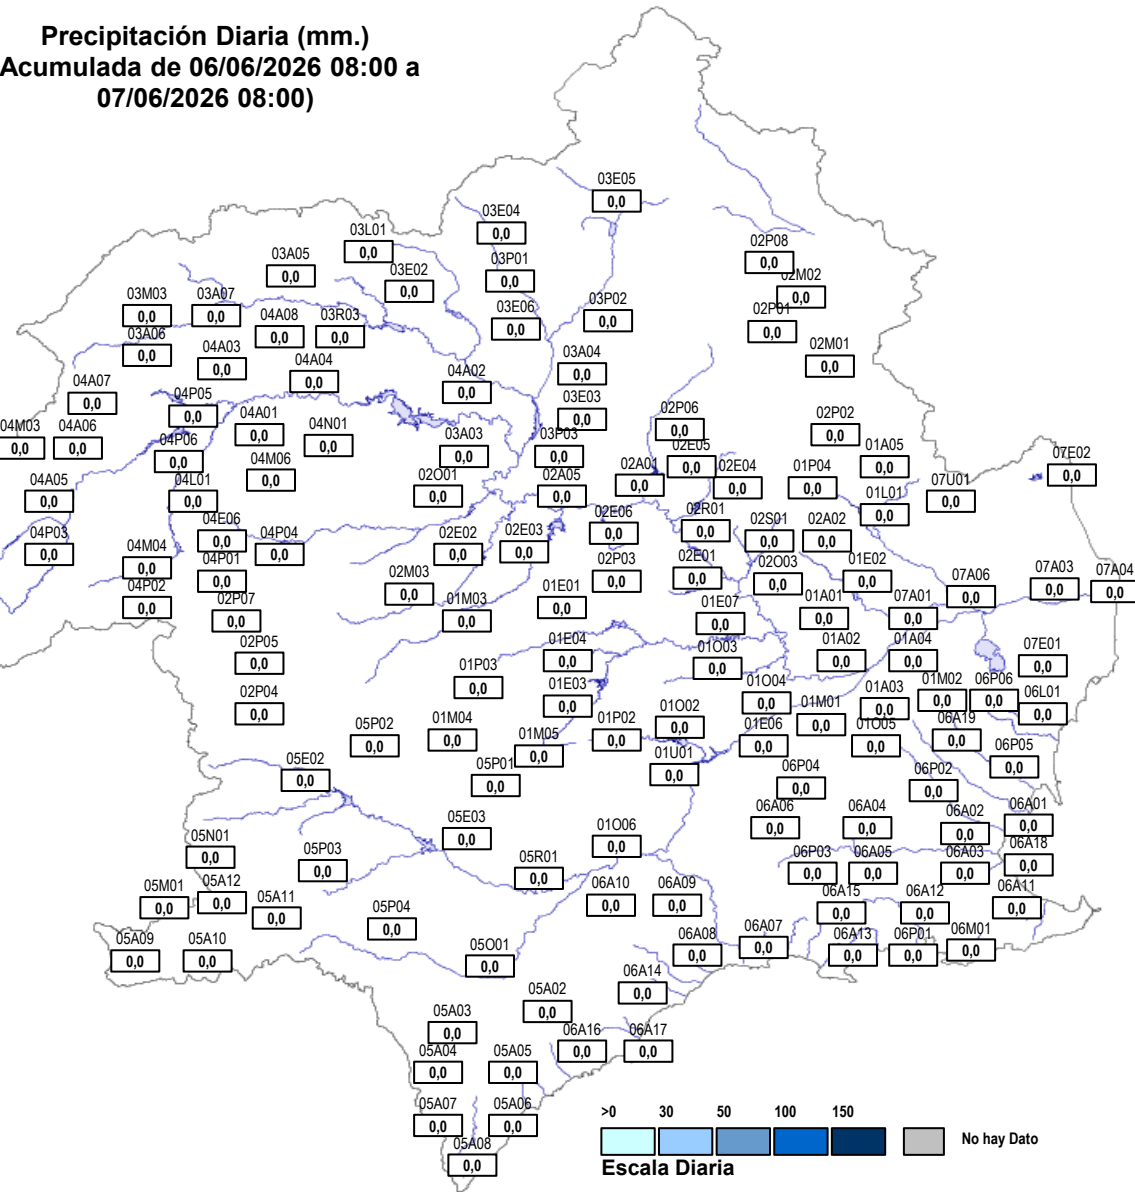 Precipitación Diaria (mm.)
Acumulada de 06/06/2026 08:00 a
07/06/2026 08:00)
03E05
0,0
03E04
0,0
03L01
0,0
02P08
0,0
03A05
0,0
03P01
0,0
03E02
0,0
02M02
0,0
03M03
0,0
03A07
0,0
03P02
0,0
04A08
0,0
03R03
0,0
03E06
0,0
02P01
0,0
03A06
0,0
04A03
0,0
03A04
0,0
02M01
0,0
04A04
0,0
04A02
0,0
04A07
0,0
04P05
0,0
03E03
0,0
02P06
0,0
02P02
0,0
04A01
0,0
04M03
0,0
04A06
0,0
04N01
0,0
03A03
0,0
03P03
0,0
04P06
0,0
02E05
0,0
01A05
0,0
07E02
0,0
04M06
0,0
02A01
0,0
02E04
0,0
01P04
0,0
02O01
0,0
02A05
0,0
04A05
0,0
04L01
0,0
07U01
0,0
01L01
0,0
02E06
0,0
02R01
0,0
04E06
0,0
02S01
0,0
02A02
0,0
04P03
0,0
04P04
0,0
02E02
0,0
02E03
0,0
04M04
0,0
04P01
0,0
02P03
0,0
02E01
0,0
02O03
0,0
01E02
0,0
07A03
0,0
07A04
0,0
02M03
0,0
07A06
0,0
04P02
0,0
01E01
0,0
02P07
0,0
01M03
0,0
01E07
0,0
01A01
0,0
07A01
0,0
02P05
0,0
01E04
0,0
01O03
0,0
01A02
0,0
01A04
0,0
07E01
0,0
01P03
0,0
02P04
0,0
01E03
0,0
01O04
0,0
01A03
0,0
01M02
0,0
06P06
0,0
06L01
0,0
05P02
0,0
01M04
0,0
01P02
0,0
01O02
0,0
01M01
0,0
01E06
0,0
01O05
0,0
06A19
0,0
01M05
0,0
06P05
0,0
05E02
0,0
05P01
0,0
01U01
0,0
06P04
0,0
06P02
0,0
05E03
0,0
01O06
0,0
06A06
0,0
06A04
0,0
06A02
0,0
06A01
0,0
05N01
0,0
05P03
0,0
05R01
0,0
06P03
0,0
06A05
0,0
06A03
0,0
06A18
0,0
05M01
0,0
05A12
0,0
05A11
0,0
06A10
0,0
06A09
0,0
06A15
0,0
06A12
0,0
06A11
0,0
05P04
0,0
05A09
0,0
05A10
0,0
05O01
0,0
06A08
0,0
06A07
0,0
06A13
0,0
06P01
0,0
06M01
0,0
06A14
0,0
05A02
0,0
05A03
0,0
06A16
0,0
06A17
0,0
05A04
0,0
05A05
0,0
05A07
0,0
05A06
0,0
05A08
0,0
>0 30 50 100 150
No hay Dato
Escala Diaria